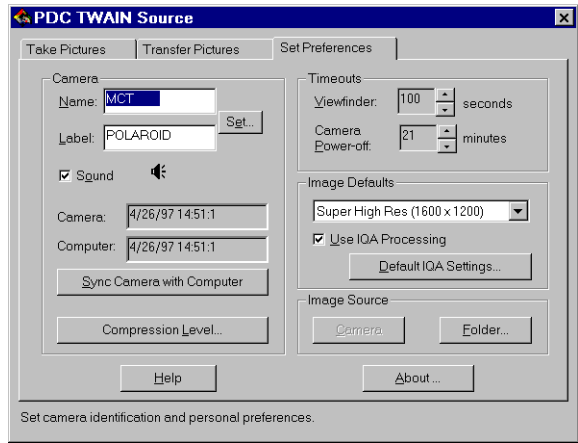 PDC TWAIN Source
Take Pictures
Transfer Pictures
Set Preferences
Camera
Name: MCT
Set...
Label: POLAROID
Sound
Camera: 4/26/97 14:51:1
Computer: 4/26/97 14:51:1
Sync Camera with Computer
Compression Level...
Timeouts
Viewfinder: 100 seconds
Camera
Power-off: 21 minutes
Image Defaults
Super High Res (1600 x 1200)
Use IQA Processing
Default IQA Settings...
Image Source
Camera
Folder...
Help
About...
Set camera identification and personal preferences.